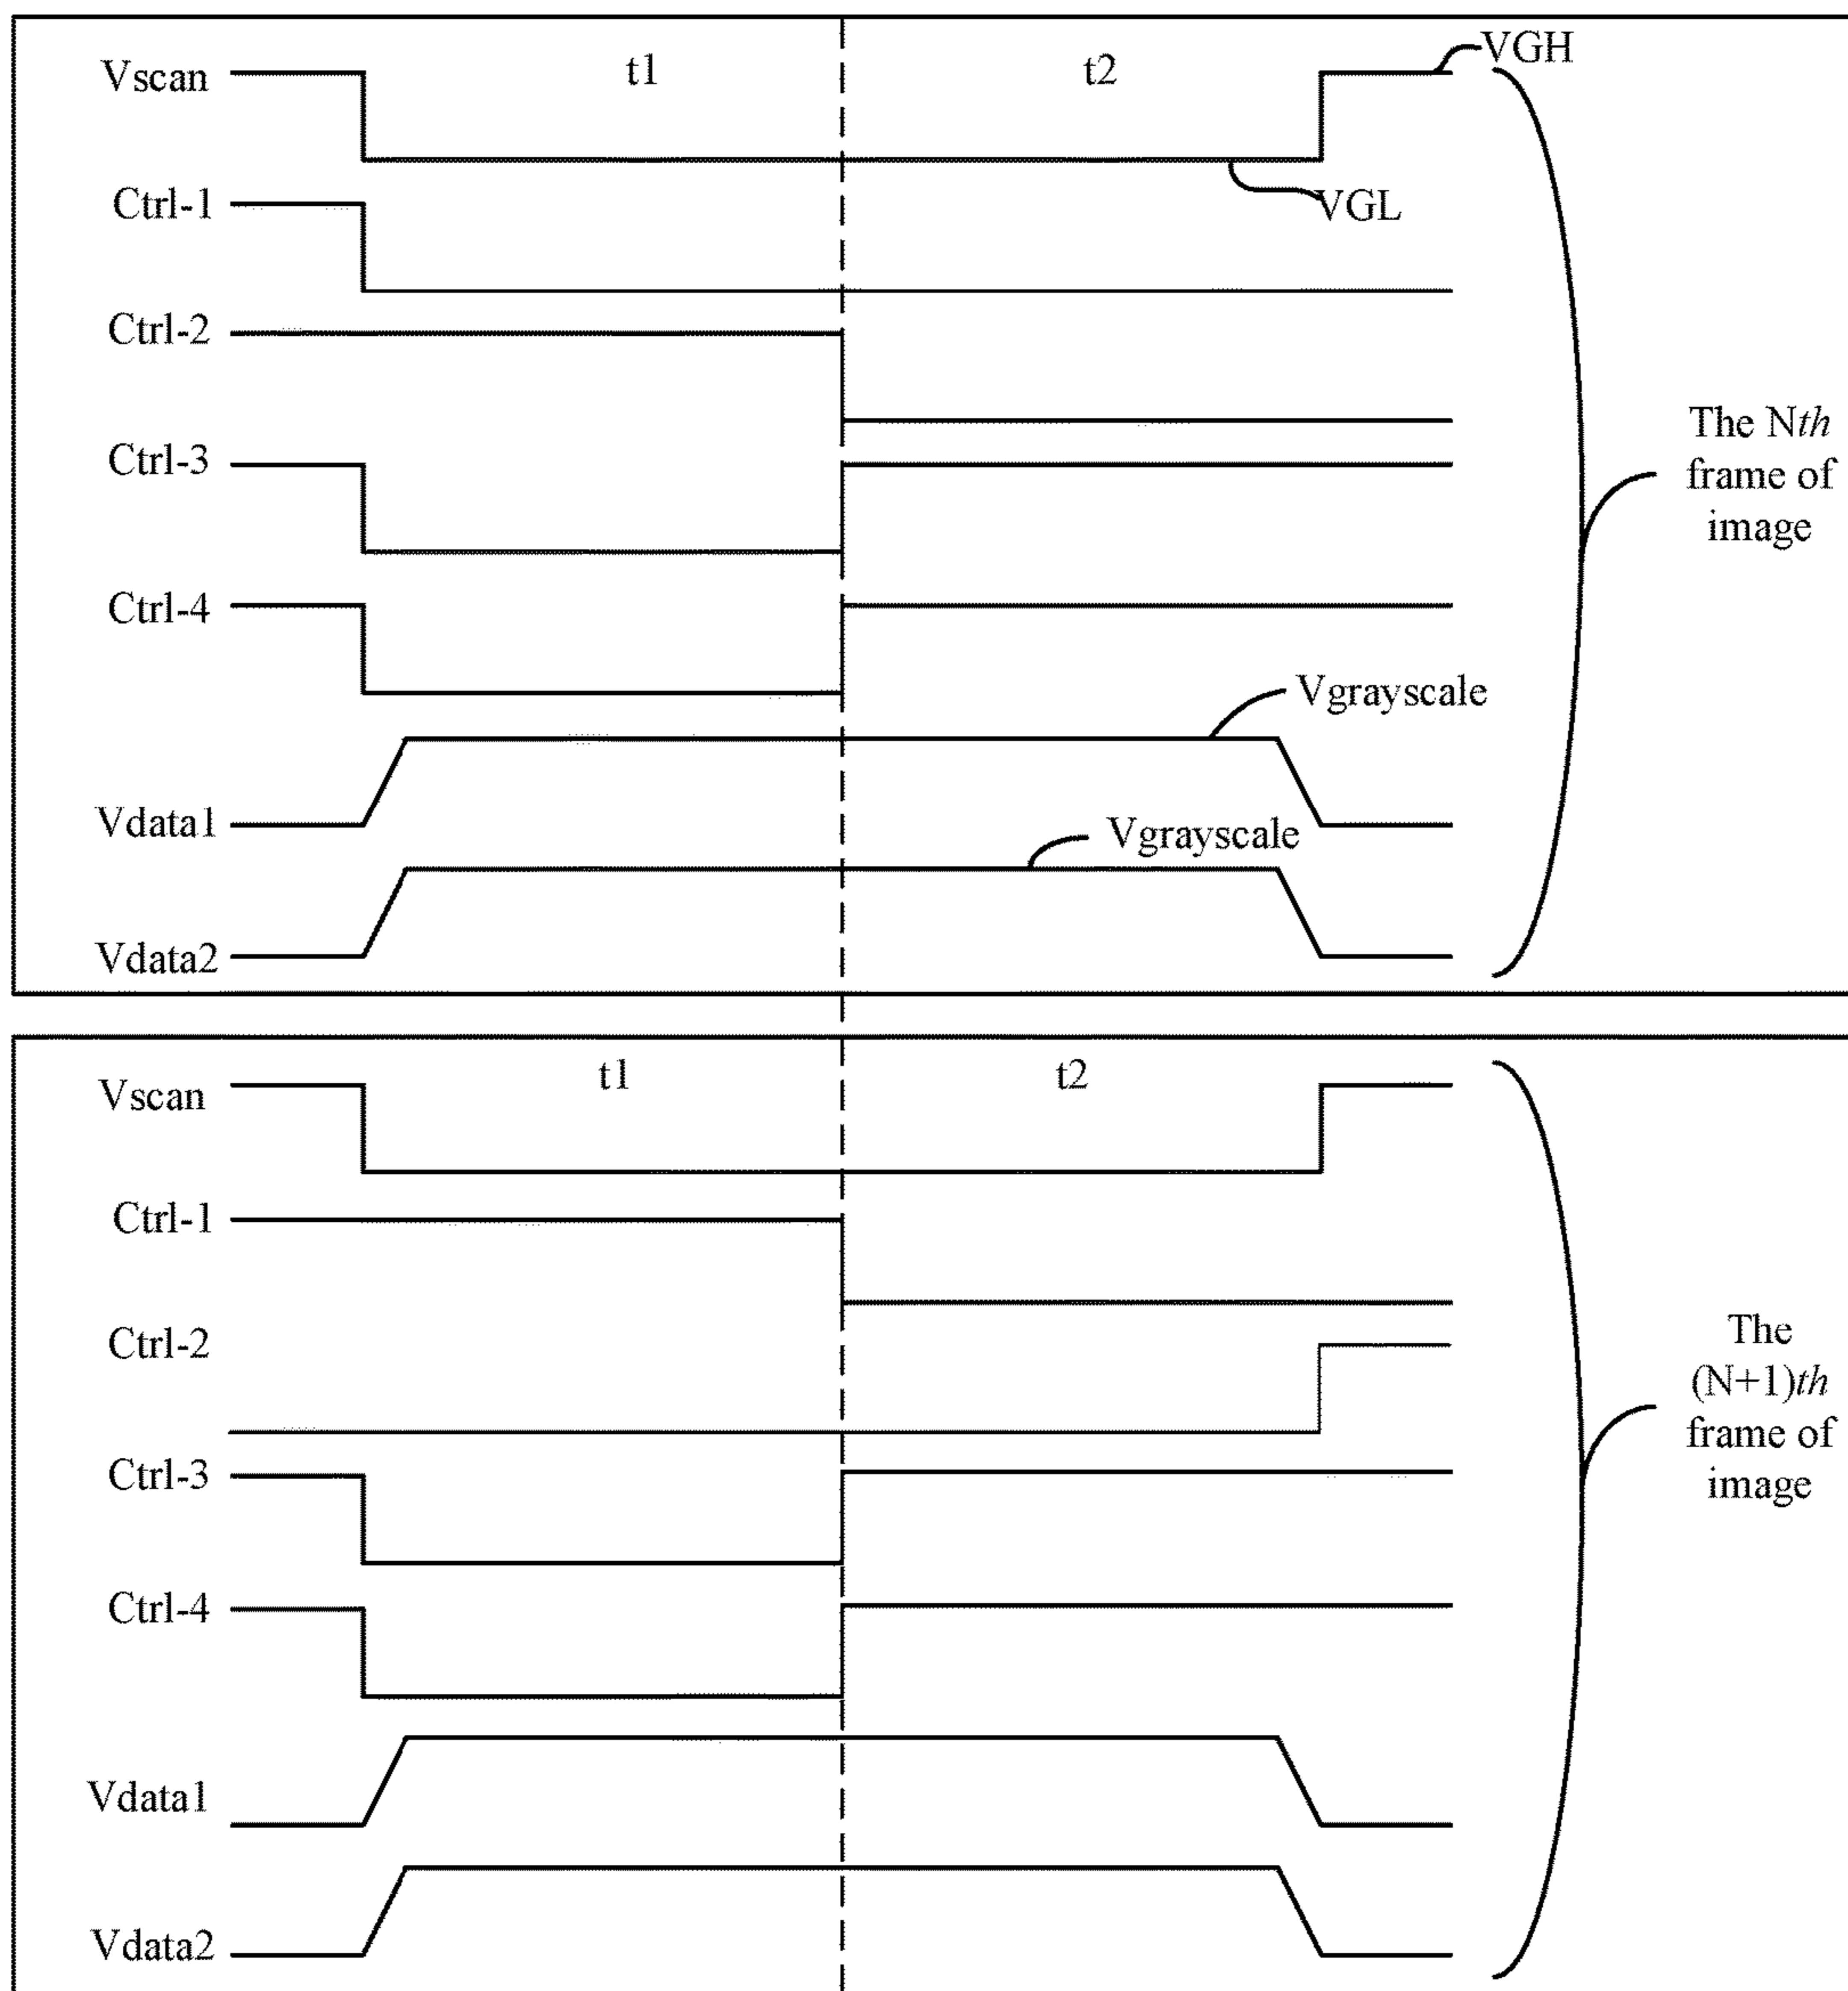 Vscan
t1
t2
VGH
VGL
Ctrl-1
Ctrl-2
Ctrl-3
Ctrl-4
Vgrayscale
Vdata1
Vgrayscale
Vdata2
The Nth
frame of
image
Vscan
t1
t2
Ctrl-1
Ctrl-2
Ctrl-3
Ctrl-4
Vdata1
Vdata2
The
(N+1)th
frame of
image